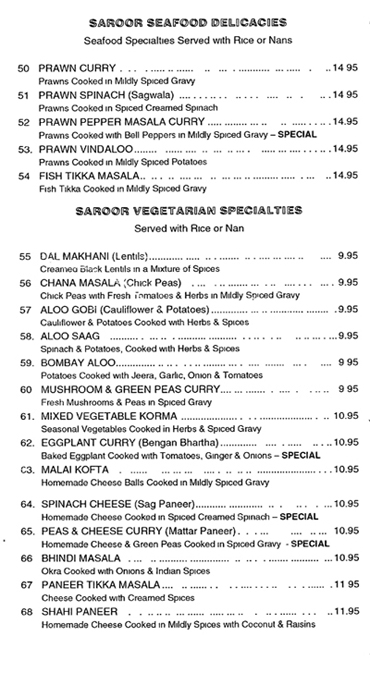 SAROOR SEAFOOD DELICACIES
Seafood Specialties Served with Rice or Nans
50 PRAWN CURRY . . . ..... .. .. . .. . ............ ... ..... . ..14 95
Prawns Cooked in Mildly Spiced Gravy
51 PRAWN SPINACH (Sagwala) .... .. . .. . . ...... .... . .. ..14 95
Prawns Cooked in Spiced Creamed Spinach
52 PRAWN PEPPER MASALA CURRY .... ..... .. .. ... .. .....14.95
Prawns Cooked with Bell Peppers in Mildly Spiced Gravy – SPECIAL
53. PRAWN VINDALOO...... .. .. .... .. ... .. ..... ........ . ....14.95
Prawns Cooked in Mildly Spiced Potatoes
54 FISH TIKKA MASALA.. .. . .. ... .. ... .. ... ......... .... ...14.95
Fish Tikka Cooked in Mildly Spiced Gravy
SAROOR VEGETARIAN SPECIALTIES
Served with Rice or Nan
55 DAL MAKHANI (Lentils)............... ..... .. .. . ... .... .... 9.95
Creamed Black Lentils in a Mixture of Spices
56 CHANA MASALA (Chick Peas) .. ... .. ... .. . .... .... . ... 9.95
Chick Peas with Fresh Tomatoes & Herbs in Mildly Spiced Gravy
57 ALOO GOBI (Cauliflower & Potatoes)........ ... .. .............. .9.95
Cauliflower & Potatoes Cooked with Herbs & Spices
58. ALOO SAAG ..... .. .... ... .. .. ... .. ..... .. .. ... .. ...9.95
Spinach & Potatoes, Cooked with Herbs & Spices
59. BOMBAY ALOO.... .. ... .. .... .. ..... ... . .... .. .... 9 95
Potatoes Cooked with Jeera, Garlic, Onion & Tomatoes
60 MUSHROOM & GREEN PEAS CURRY.... ... .. ... . .... . .. 9 95
Fresh Mushrooms & Peas in Spiced Gravy
61. MIXED VEGETABLE KORMA .. ... ......................... . ..10.95
Seasonal Vegetables Cooked in Herbs & Spiced Gravy
62. EGGPLANT CURRY (Bengan Bhartha)............ .... . .. . ..10.95
Baked Eggplant Cooked with Tomatoes, Ginger & Onions – SPECIAL
63. MALAI KOFTA . ...... ... .. ... .. ... .. ..................... . . .10.95
Homemade Cheese Balls Cooked in Mildly Spiced Gravy
64. SPINACH CHEESE (Sag Paneer)..................... .. . .. .... ...10.95
Homemade Cheese Cooked in Spiced Creamed Spinach – SPECIAL
65. PEAS & CHEESE CURRY (Mattar Paneer) . . .. . ...... ... 10.95
Homemade Cheese & Green Peas Cooked in Spiced Gravy - SPECIAL
66 BHINDI MASALA ... .. .. .... ... .. ... .. .. . .... .. .........10.95
Okra Cooked with Onions & Indian Spices
67 PANEER TIKKA MASALA.... .. ...... . .. . .. . ... ...... . .11 95
Cheese Cooked with Creamed Spices
68 SHAHI PANEER . .. .. .. .. ...... ..... .. .. . .... .. . .. ..11.95
Homemade Cheese Cooked in Mildly Spices with Coconut & Raisins